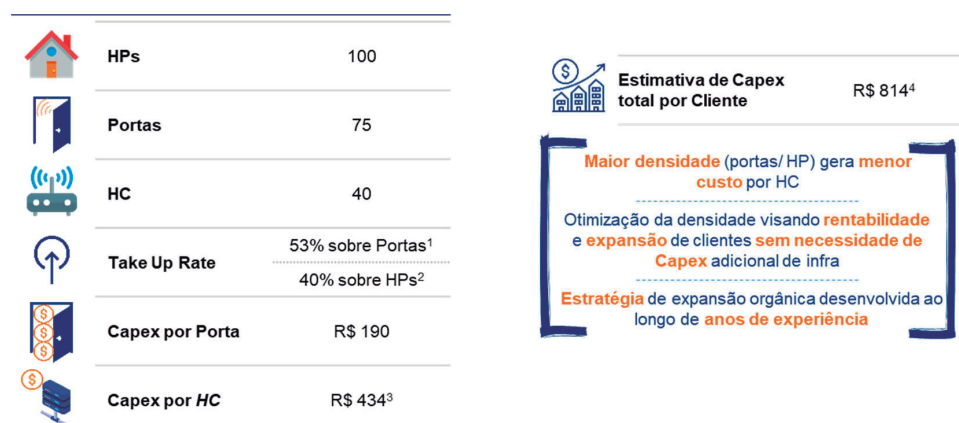 HPs 100
Portas 75
HC 40
Take Up Rate
53% sobre Portas¹
40% sobre HPs²
Capex por Porta R$ 190
Capex por HC R$ 434³
Estimativa de Capex
total por Cliente
R$ 814⁴
Maior densidade (portas/ HP) gera menor
custo por HC
Otimização da densidade visando rentabilidade
e expansão de clientes sem necessidade de
Capex adicional de infra
Estratégia de expansão orgânica desenvolvida ao
longo de anos de experiência